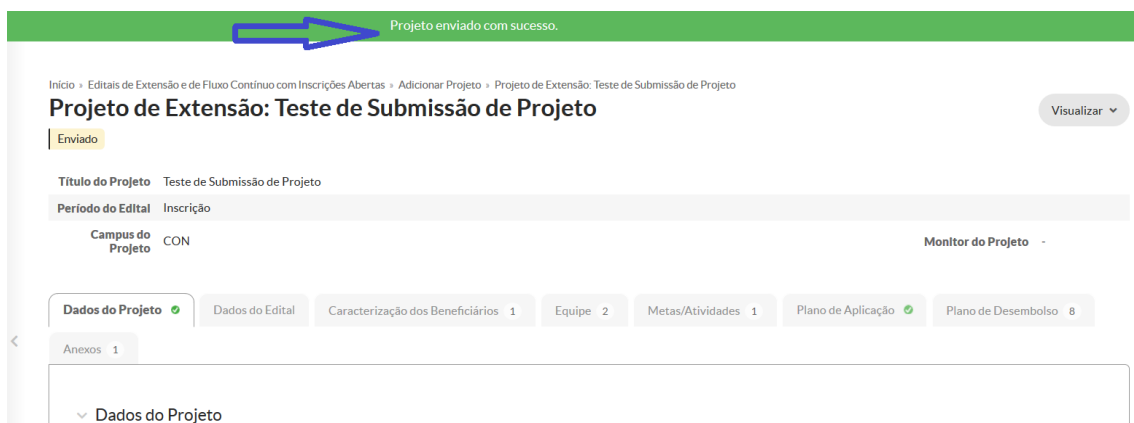 Projeto enviado com sucesso.
Início » Editais de Extensão e de Fluxo Contínuo com Inscrições Abertas » Adicionar Projeto » Projeto de Extensão: Teste de Submissão de Projeto
Projeto de Extensão: Teste de Submissão de Projeto
Visualizar
Enviado
Título do Projeto Teste de Submissão de Projeto
Período do Edital Inscrição
Campus do Projeto CON Monitor do Projeto -
Dados do Projeto Dados do Edital Caracterização dos Beneficiários 1 Equipe 2 Metas/Atividades 1 Plano de Aplicação Plano de Desembolso 8
Anexos 1
Dados do Projeto